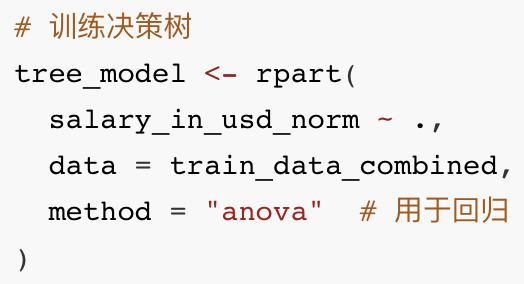 # 训练决策树
tree_model <- rpart(
  salary_in_usd_norm ~ .,
  data = train_data_combined,
  method = "anova"  # 用于回归
)